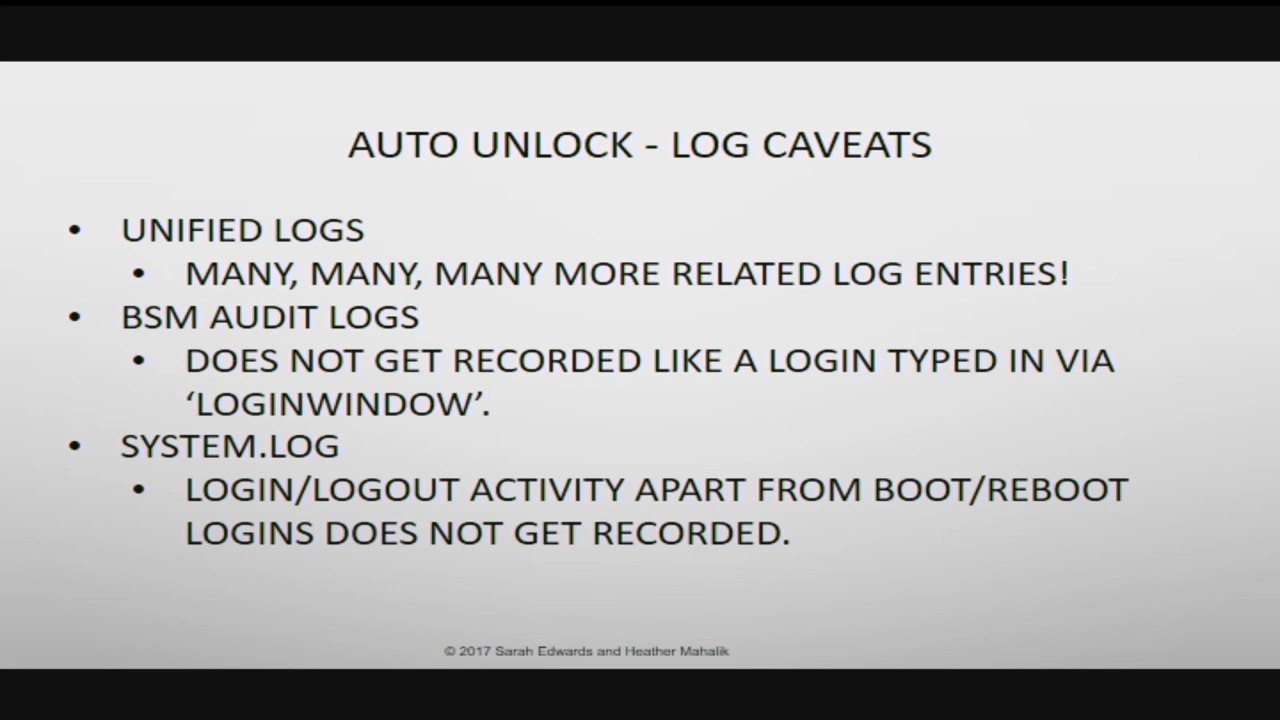 AUTO UNLOCK - LOG CAVEATS
• UNIFIED LOGS
• MANY, MANY, MANY MORE RELATED LOG ENTRIES!
• BSM AUDIT LOGS
• DOES NOT GET RECORDED LIKE A LOGIN TYPED IN VIA
‘LOGINWINDOW’.
• SYSTEM.LOG
• LOGIN/LOGOUT ACTIVITY APART FROM BOOT/REBOOT
LOGINS DOES NOT GET RECORDED.
© 2017 Sarah Edwards and Heather Mahalik